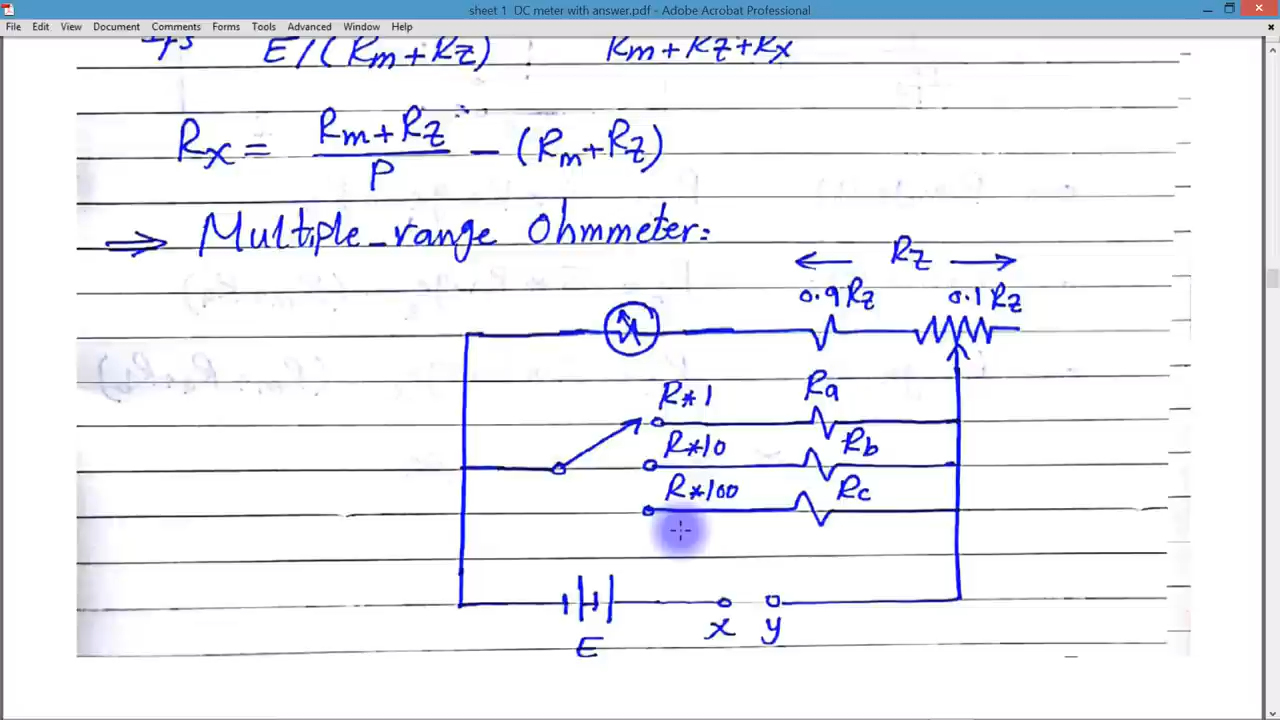 sheet 1 DC meter with answer.pdf - Adobe Acrobat Professional
File Edit View Document Comments Forms Tools Advanced Window Help
E/(Rm+Rz) Rm+Rz+Rx
Rx = Rm+Rz / P - (Rm+Rz)
⇒ Multiple-range Ohmmeter:
← Rz →
0.9Rz 0.1Rz
R*1 Ra
R*10 Rb
R*100 Rc
x y
E